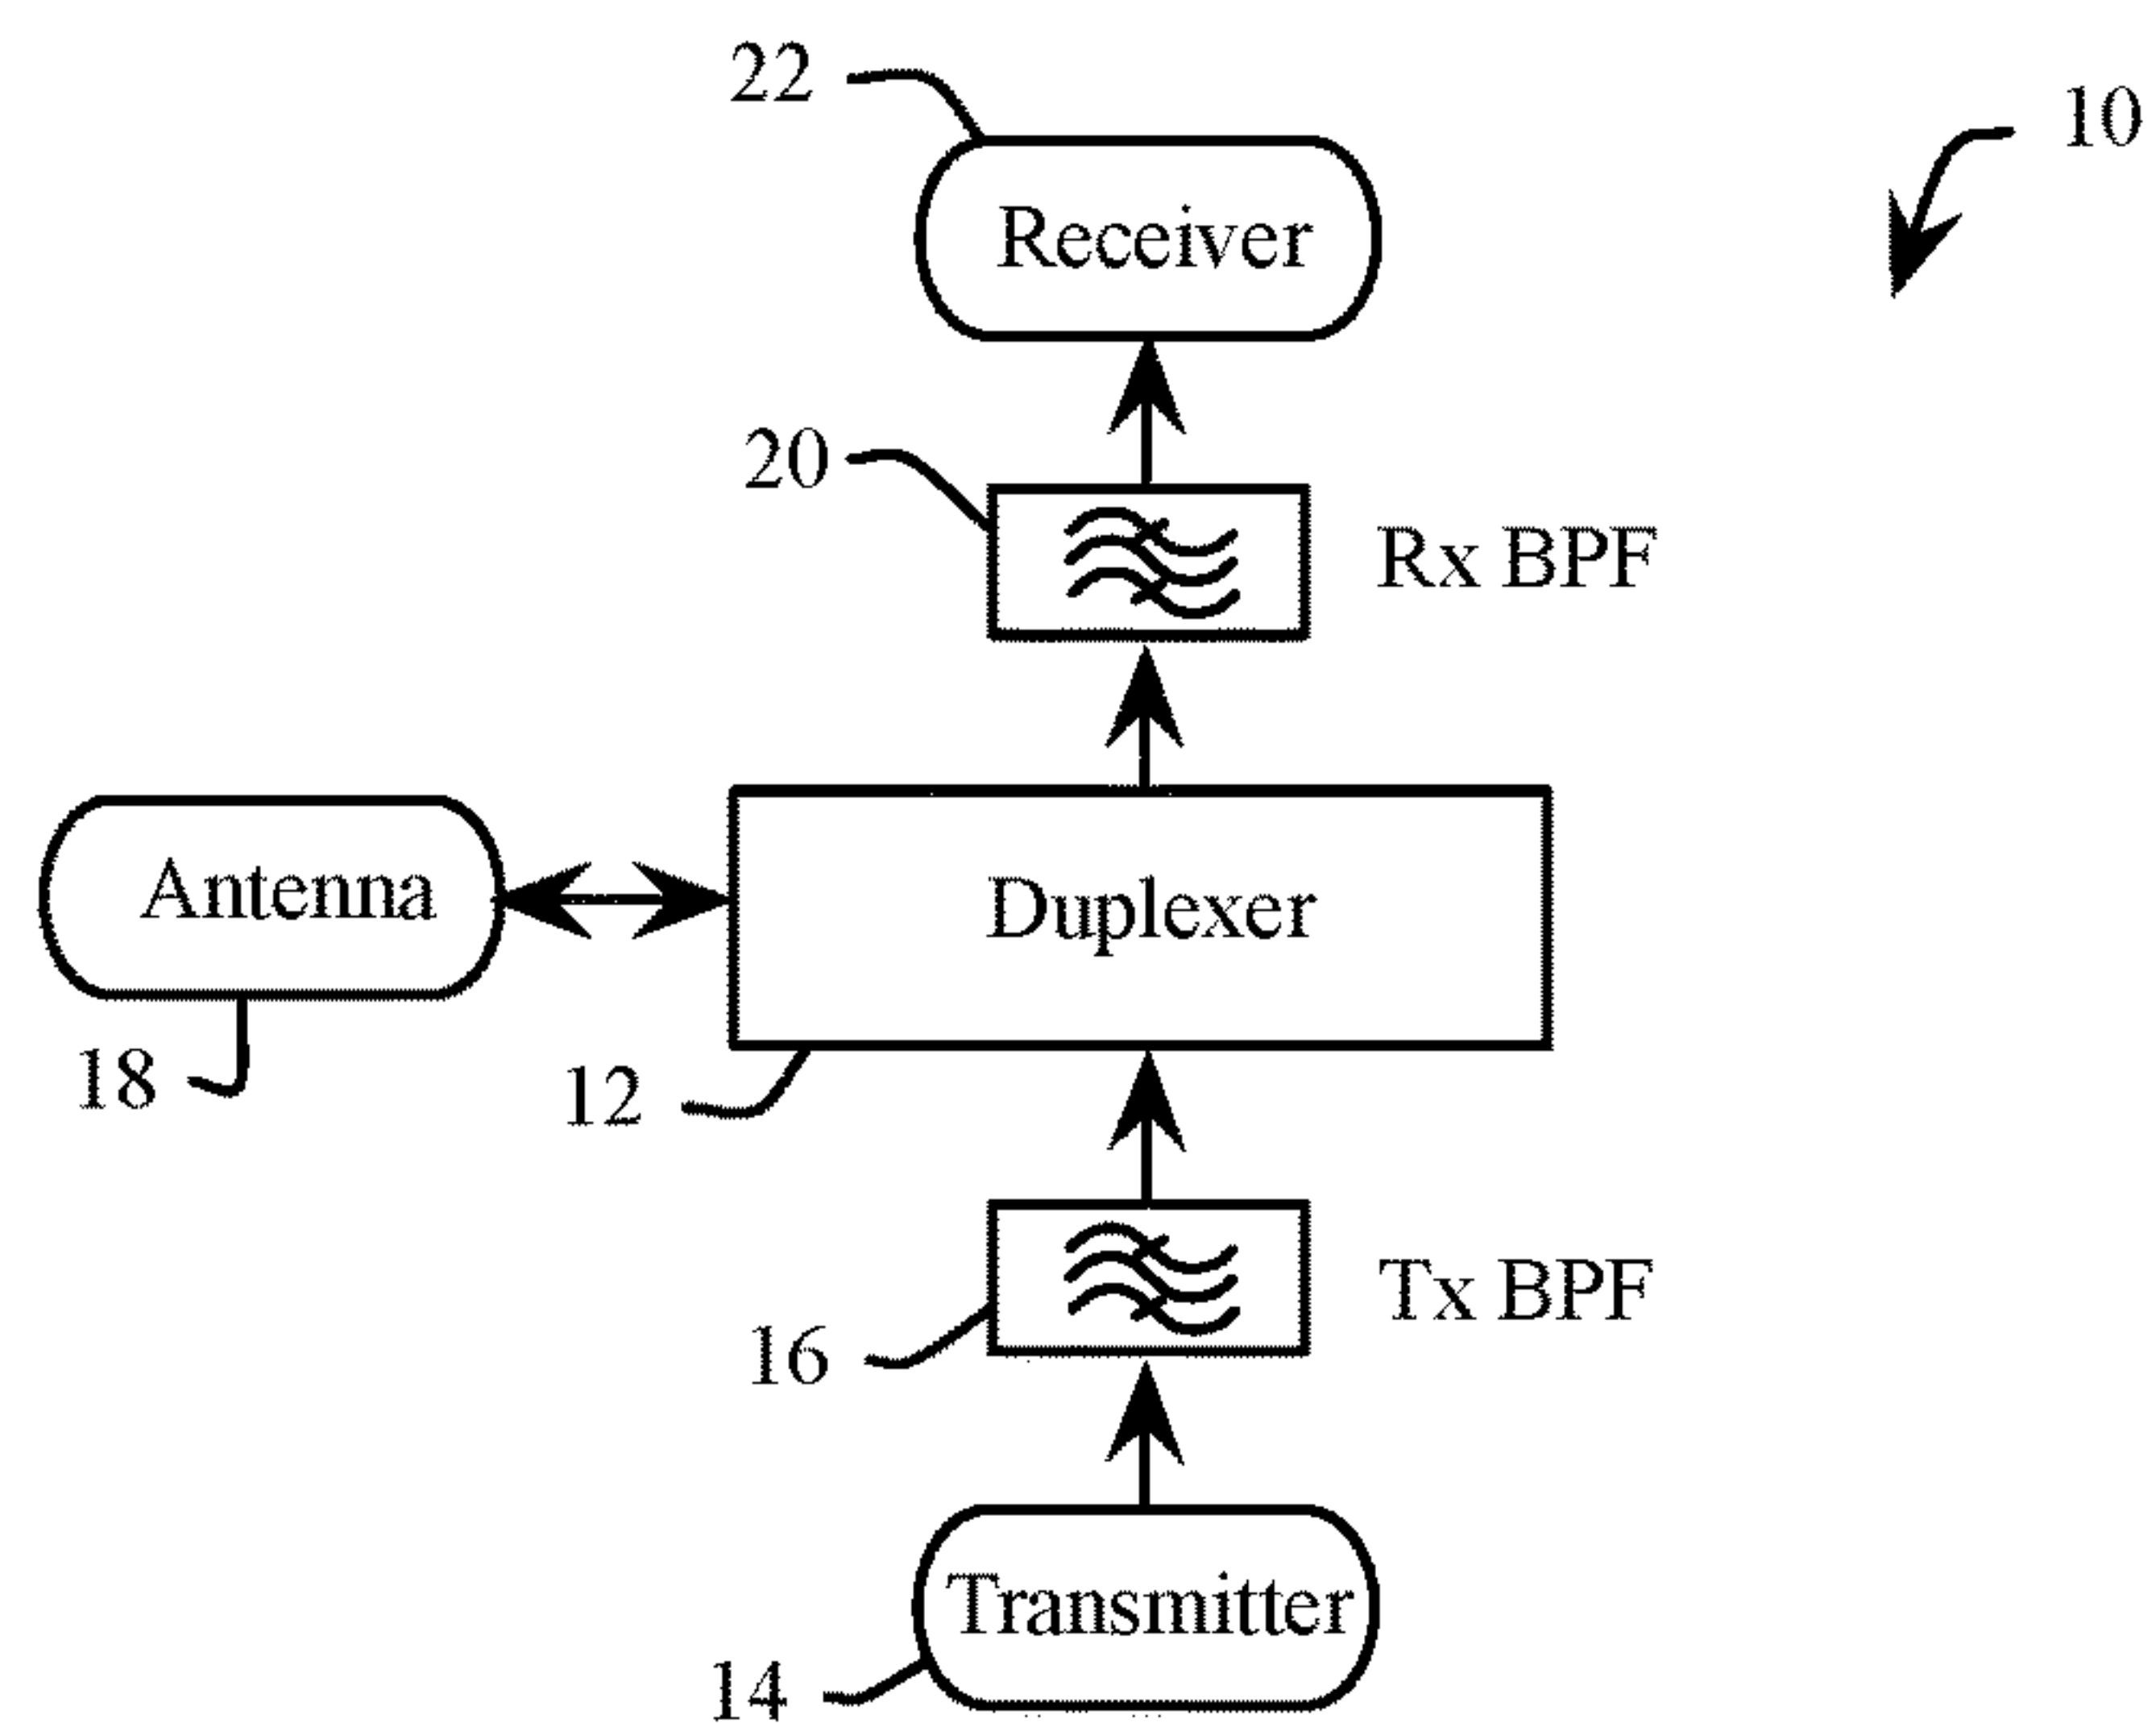 22
10
Receiver
20
Rx BPF
Antenna
Duplexer
18
12
Tx BPF
16
Transmitter
14